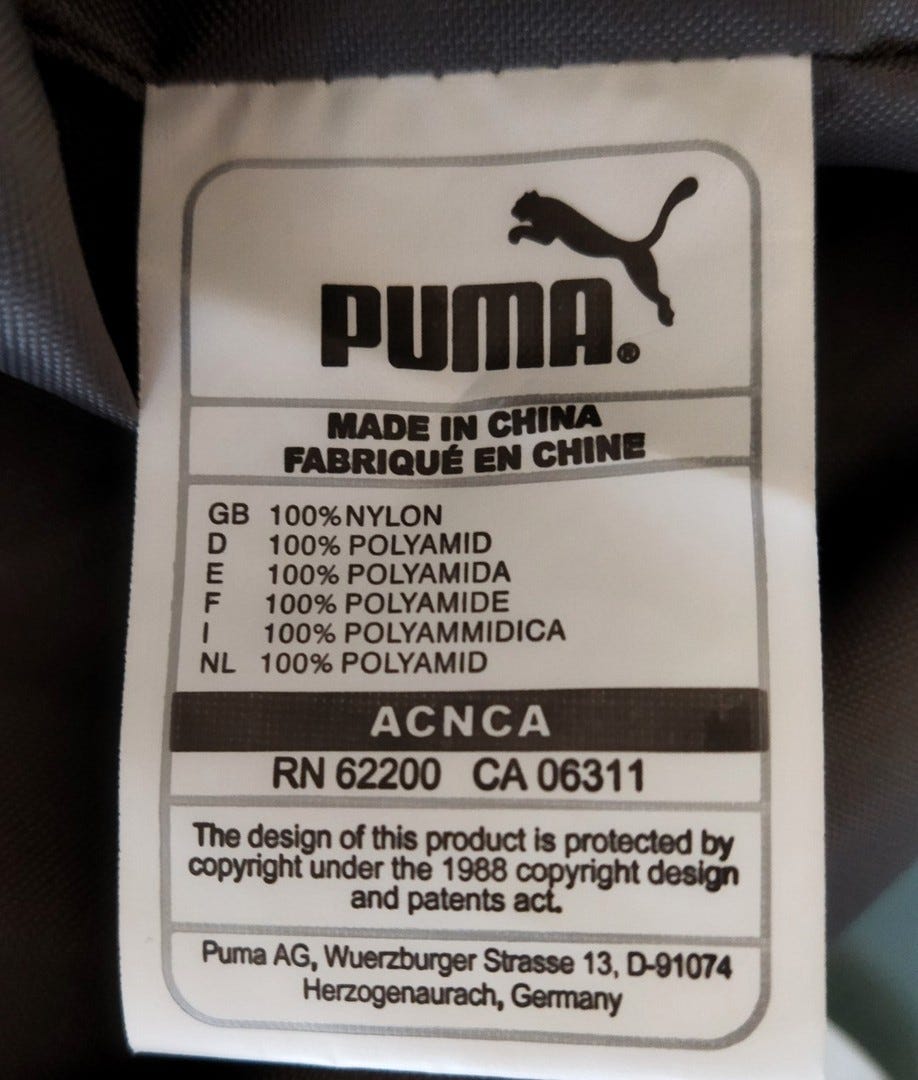 PUMA.®
MADE IN CHINA
FABRIQUÉ EN CHINE
GB 100% NYLON
D 100% POLYAMID
E 100% POLYAMIDA
F 100% POLYAMIDE
I 100% POLYAMMIDICA
NL 100% POLYAMID
ACNCA
RN 62200 CA 06311
The design of this product is protected by
copyright under the 1988 copyright design
and patents act.
Puma AG, Wuerzburger Strasse 13, D-91074
Herzogenaurach, Germany